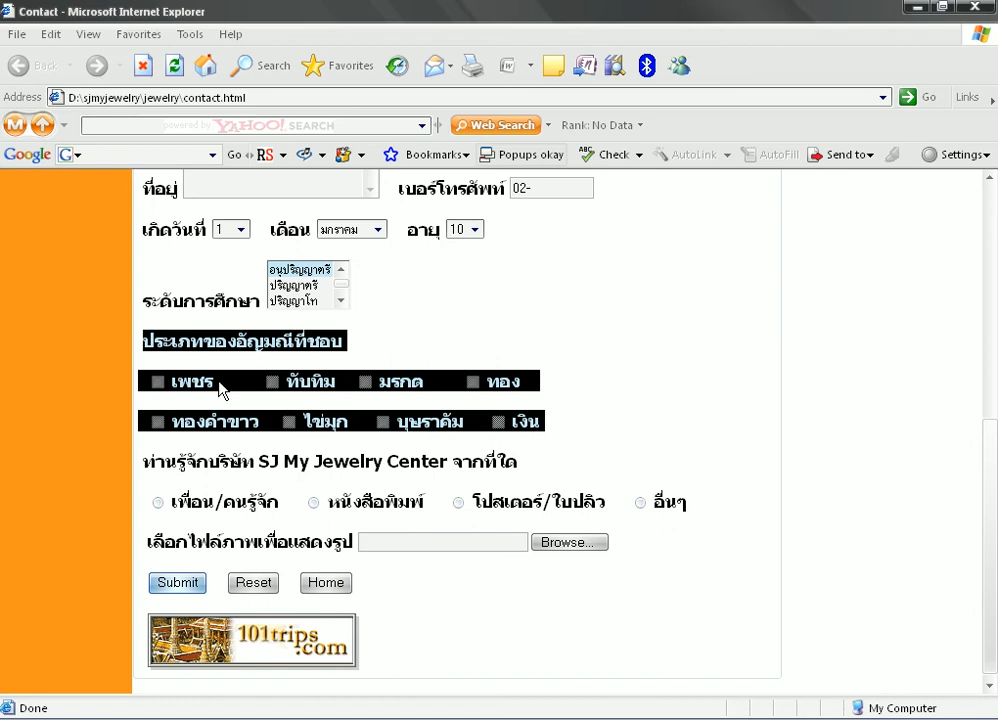 Contact - Microsoft Internet Explorer
File Edit View Favorites Tools Help
Back Search Favorites
Address D:\sjmyjewelry\jewelry\contact.html Go Links
powered by YAHOO! SEARCH Web Search Rank: No Data
Google G Go RS Bookmarks Popups okay Check AutoLink AutoFill Send to Settings
ที่อยู่ เบอร์โทรศัพท์ 02-
เกิดวันที่ 1 เดือน มกราคม อายุ 10
อนุปริญญาตรี
ปริญญาตรี
ระดับการศึกษา ปริญญาโท
ประเภทของอัญมณีที่ชอบ
เพชร ทับทิม มรกต ทอง
ทองคำขาว ไข่มุก บุษราคัม เงิน
ท่านรู้จักบริษัท SJ My Jewelry Center จากที่ใด
เพื่อน/คนรู้จัก หนังสือพิมพ์ โปสเตอร์/ใบปลิว อื่นๆ
เลือกไฟล์ภาพเพื่อแสดงรูป Browse...
Submit Reset Home
101trips
.com
Done My Computer